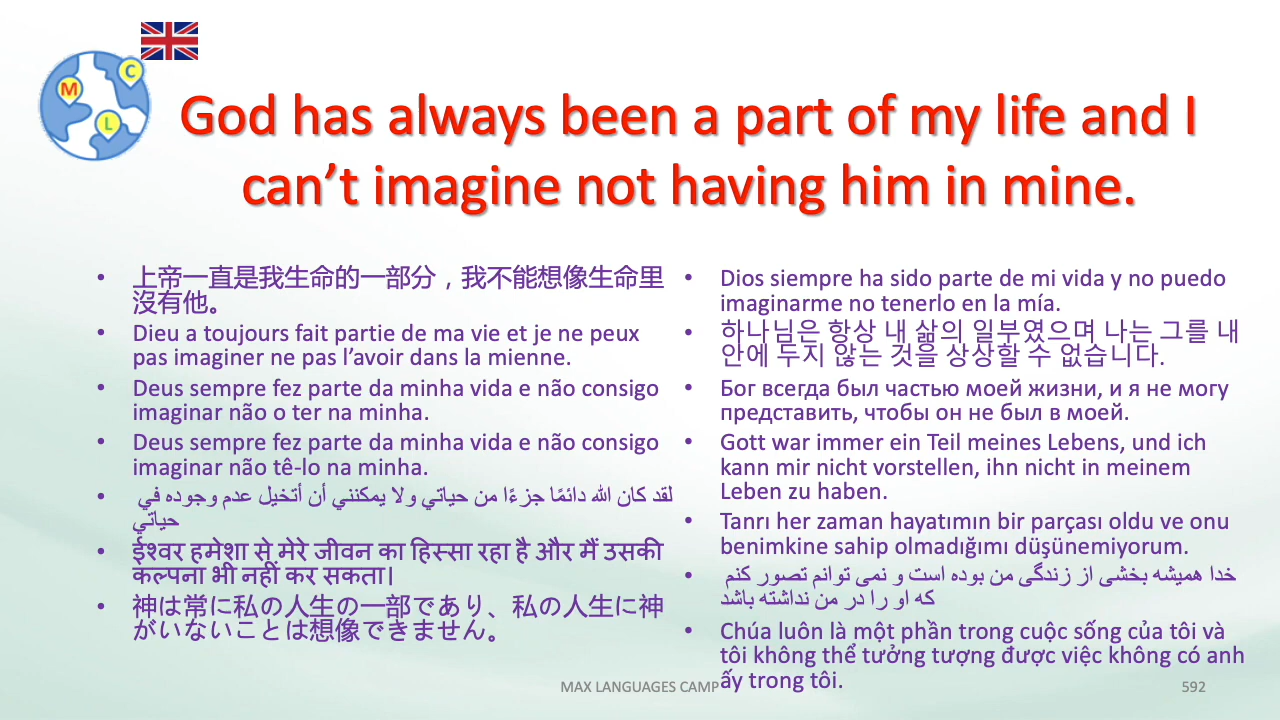 M
C
L
God has always been a part of my life and I
can’t imagine not having him in mine.
• 上帝一直是我生命的一部分，我不能想像生命里
沒有他。
• Dieu a toujours fait partie de ma vie et je ne peux
pas imaginer ne pas l’avoir dans la mienne.
• Deus sempre fez parte da minha vida e não consigo
imaginar não o ter na minha.
• Deus sempre fez parte da minha vida e não consigo
imaginar não tê-lo na minha.
• لقد كان الله دائمًا جزءًا من حياتي ولا يمكنني أن أتخيل عدم وجوده في
حياتي
• ईश्वर हमेशा से मेरे जीवन का हिस्सा रहा है और मैं उसकी
कल्पना भी नहीं कर सकता।
• 神は常に私の人生の一部であり、私の人生に神
がいないことは想像できません。
• Dios siempre ha sido parte de mi vida y no puedo
imaginarme no tenerlo en la mía.
• 하나님은 항상 내 삶의 일부였으며 나는 그를 내
안에 두지 않는 것을 상상할 수 없습니다.
• Бог всегда был частью моей жизни, и я не могу
представить, чтобы он не был в моей.
• Gott war immer ein Teil meines Lebens, und ich
kann mir nicht vorstellen, ihn nicht in meinem
Leben zu haben.
• Tanrı her zaman hayatımın bir parçası oldu ve onu
benimkine sahip olmadığımı düşünemiyorum.
• خدا همیشه بخشی از زندگی من بوده است و نمی توانم تصور کنم
که او را در من نداشته باشد
• Chúa luôn là một phần trong cuộc sống của tôi và
tôi không thể tưởng tượng được việc không có anh
ấy trong tôi.
MAX LANGUAGES CAMP
592